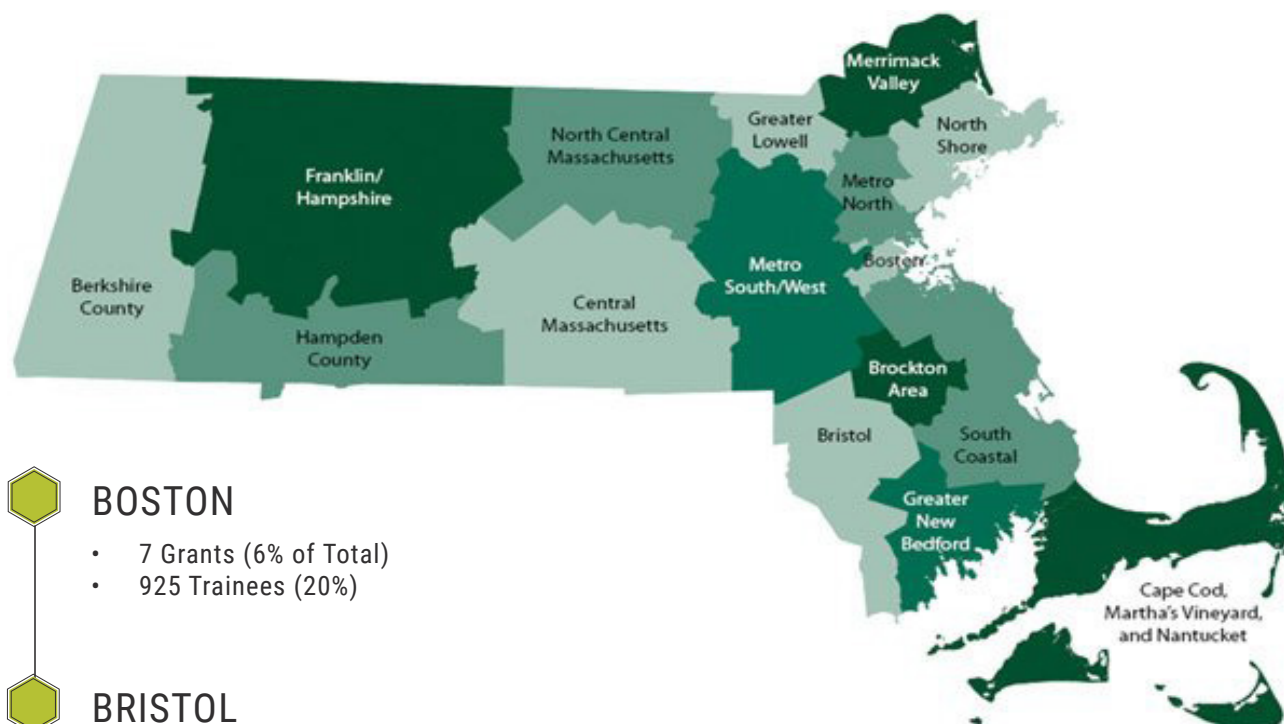 Merrimack
Valley
Greater
Lowell
North
Shore
North Central
Massachusetts
Franklin/
Hampshire
Metro
North
Boston
Metro
South/West
Berkshire
County
Central
Massachusetts
Hampden
County
Brockton
Area
Bristol
South
Coastal
Greater
New
Bedford
Cape Cod,
Martha's Vineyard,
and Nantucket
BOSTON
• 7 Grants (6% of Total)
• 925 Trainees (20%)
BRISTOL